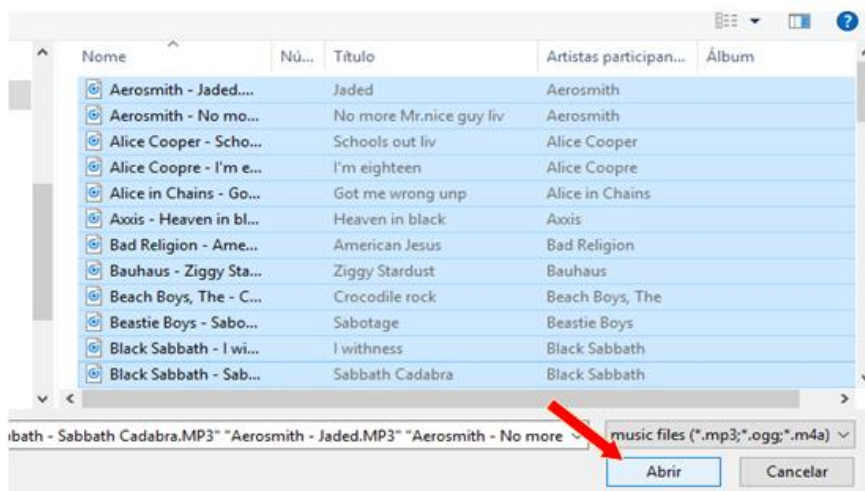 Nome Nú... Título Artistas participan... Álbum
Aerosmith - Jaded.... Jaded Aerosmith
Aerosmith - No mo... No more Mr.nice guy liv Aerosmith
Alice Cooper - Scho... Schools out liv Alice Cooper
Alice Coopre - I'm e... I'm eighteen Alice Coopre
Alice in Chains - Go... Got me wrong unp Alice in Chains
Axxis - Heaven in bl... Heaven in black Axxis
Bad Religion - Ame... American Jesus Bad Religion
Bauhaus - Ziggy Sta... Ziggy Stardust Bauhaus
Beach Boys, The - C... Crocodile rock Beach Boys, The
Beastie Boys - Sabo... Sabotage Beastie Boys
Black Sabbath - I wi... I withness Black Sabbath
Black Sabbath - Sab... Sabbath Cadabra Black Sabbath
bath - Sabbath Cadabra.MP3" "Aerosmith - Jaded.MP3" "Aerosmith - No more music files (*.mp3;*.ogg;*.m4a)
Abrir Cancelar